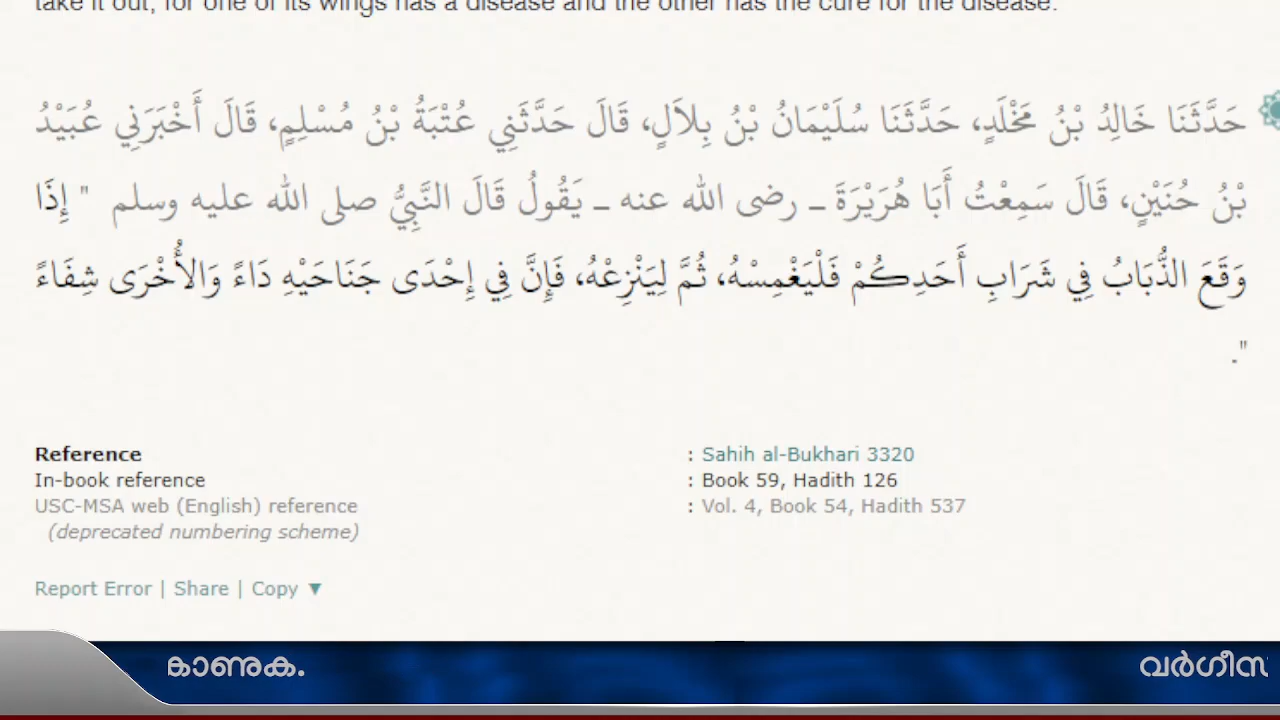 take it out, for one of its wings has a disease and the other has the cure for the disease.
حَدَّثَنَا خَالِدُ بْنُ مَخْلَدٍ، حَدَّثَنَا سُلَيْمَانُ بْنُ بِلاَلٍ، قَالَ حَدَّثَنِي عُتْبَةُ بْنُ مُسْلِمٍ، قَالَ أَخْبَرَنِي عُبَيْدُ
بْنُ حُنَيْنٍ، قَالَ سَمِعْتُ أَبَا هُرَيْرَةَ ـ رضى الله عنه ـ يَقُولُ قَالَ النَّبِيُّ صلى الله عليه وسلم " إِذَا
وَقَعَ الذُّبَابُ فِي شَرَابِ أَحَدِكُمْ فَلْيَغْمِسْهُ، ثُمَّ لِيَنْزِعْهُ، فَإِنَّ فِي إِحْدَى جَنَاحَيْهِ دَاءً وَالأُخْرَى شِفَاءً
".
Reference : Sahih al-Bukhari 3320
In-book reference : Book 59, Hadith 126
USC-MSA web (English) reference : Vol. 4, Book 54, Hadith 537
(deprecated numbering scheme)
Report Error | Share | Copy ▼
കാണുക. വർഗീസ